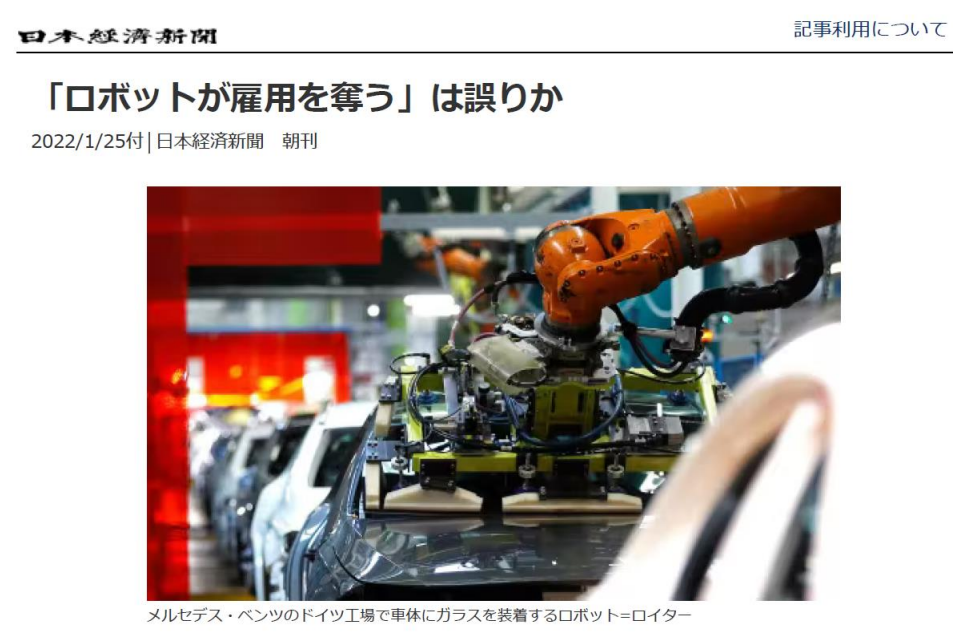 日本経済新聞
記事利用について
「ロボットが雇用を奪う」は誤りか
2022/1/25付|日本経済新聞　朝刊
メルセデス・ベンツのドイツ工場で車体にガラスを装着するロボット=ロイター